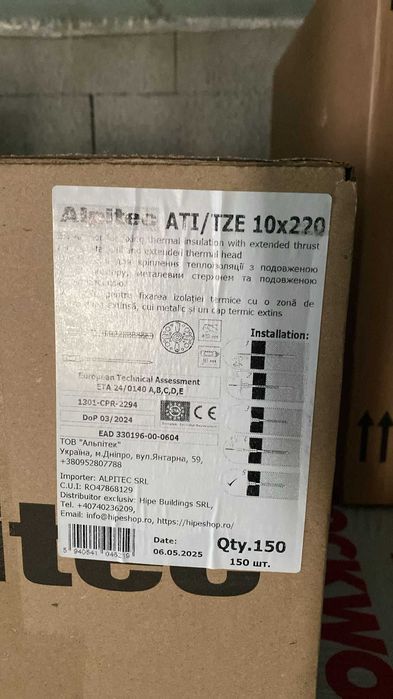 Alpitec ATI/TZE 10x220
thermal insulation with extended thrust
and extended thermal head
для кріплення теплоізоляції з подовженою
металевим стержнем та подовженою
pentru fixarea izolației termice cu o zonă de
extinsă, cui metalic și un cap termic extins
Installation:
European Technical Assessment
ETA 24/0140 A,B,C,D,E
1301-CPR-2294
DoP 03/2024
CE
EAD 330196-00-0604
ТОВ "Альпітек"
Україна, м.Дніпро, вул.Янтарна, 59,
+380952807788
Importer: ALPITEC SRL
C.U.I: RO47868129
Distribuitor exclusiv: Hipe Buildings SRL,
Tel. +40740236209,
Email: info@hipeshop.ro, https://hipeshop.ro/
Date:
06.05.2025
Qty.150
150 шт.